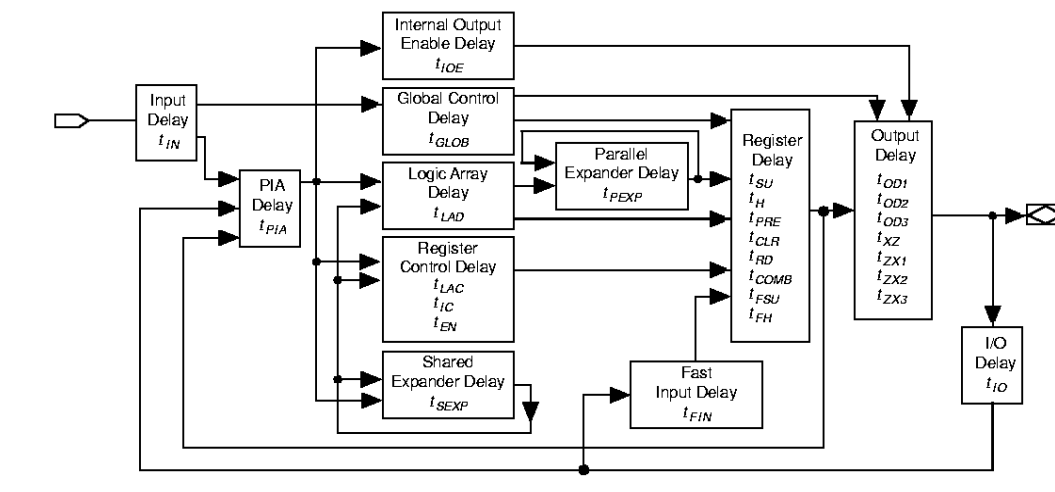 Internal Output
Enable Delay
tIOE
Input
Delay
tIN
Global Control
Delay
tGLOB
PIA
Delay
tPIA
Logic Array
Delay
tLAD
Parallel
Expander Delay
tPEXP
Register
Delay
tSU
tH
tPRE
tCLR
tRD
tCOMB
tFSU
tFH
Output
Delay
tOD1
tOD2
tOD3
tXZ
tZX1
tZX2
tZX3
Register
Control Delay
tLAC
tIC
tEN
Shared
Expander Delay
tSEXP
Fast
Input Delay
tFIN
I/O
Delay
tIO